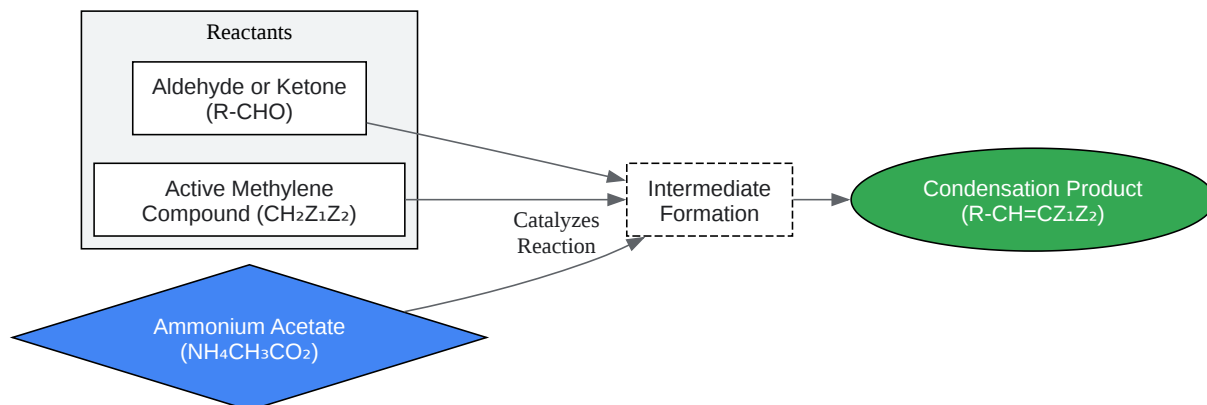 Reactants
Aldehyde or Ketone
(R-CHO)
Active Methylene
Compound (CH₂Z₁Z₂)
Catalyzes
Reaction
Intermediate
Formation
Condensation Product
(R-CH=CZ₁Z₂)
Ammonium Acetate
(NH₄CH₃CO₂)